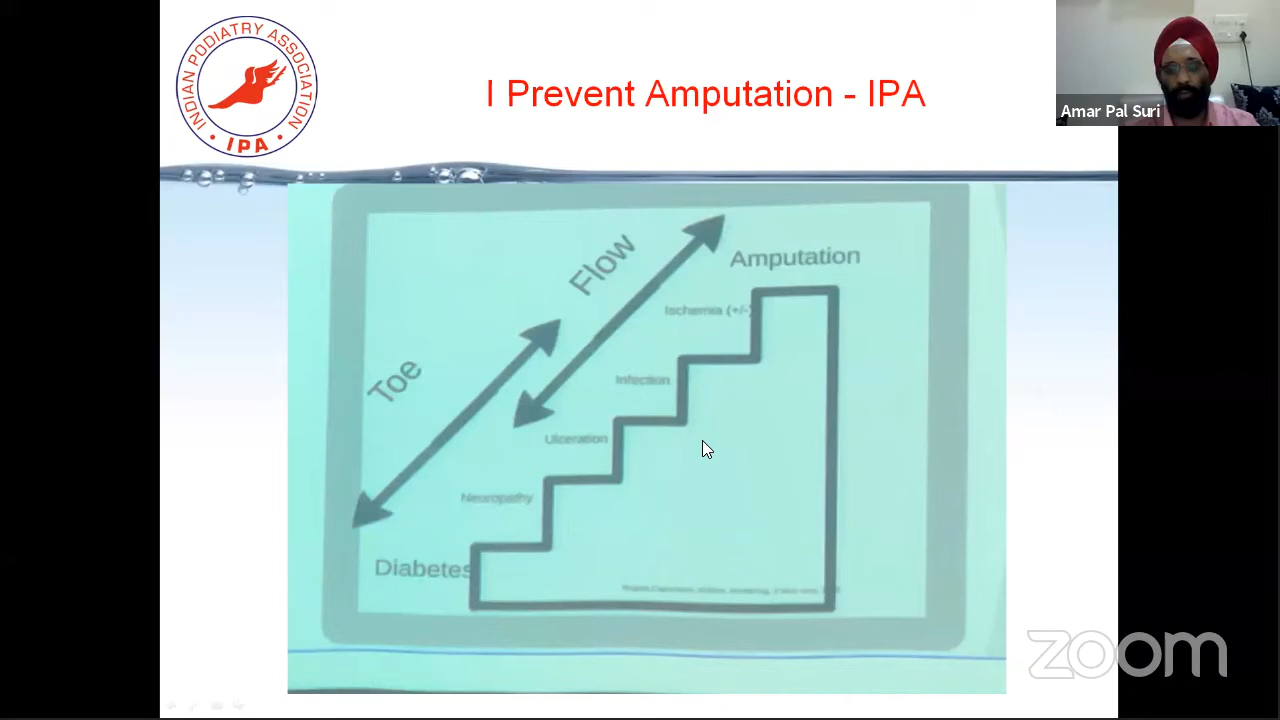 INDIAN PODIATRY ASSOCIATION
• IPA •
I Prevent Amputation - IPA
Amar Pal Suri
Flow
Amputation
Ischemia (+/-)
Toe
Infection
Ulceration
Neuropathy
Diabetes
zoom